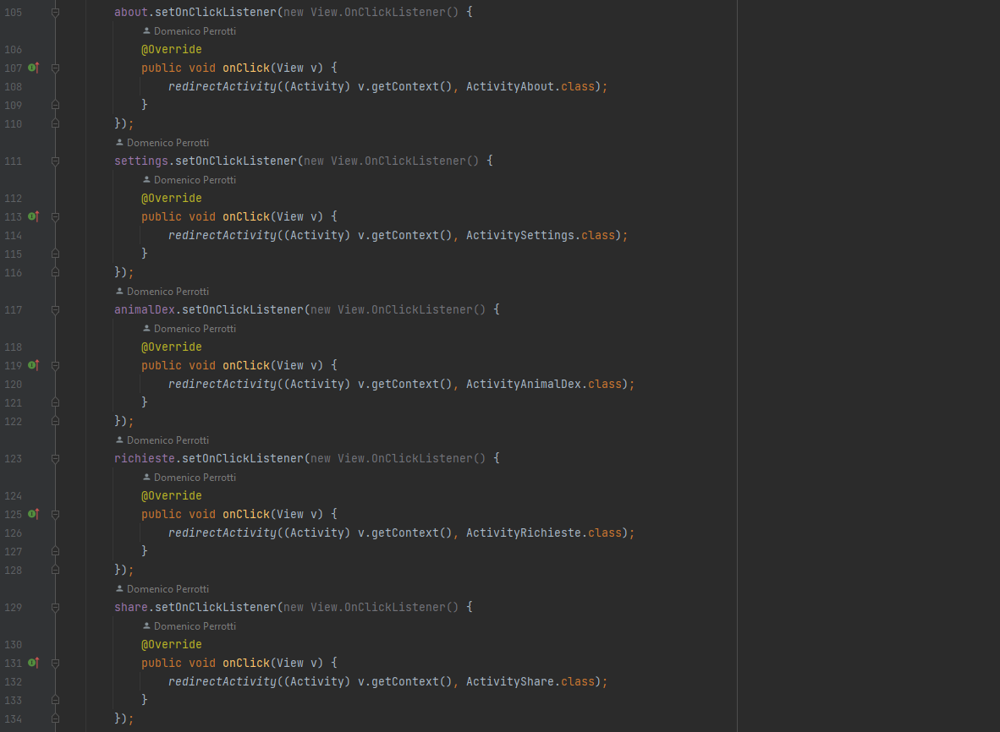 105 about.setOnClickListener(new View.OnClickListener() {
Domenico Perrotti
106 @Override
107 public void onClick(View v) {
108 redirectActivity((Activity) v.getContext(), ActivityAbout.class);
109 }
110 });
Domenico Perrotti
111 settings.setOnClickListener(new View.OnClickListener() {
Domenico Perrotti
112 @Override
113 public void onClick(View v) {
114 redirectActivity((Activity) v.getContext(), ActivitySettings.class);
115 }
116 });
Domenico Perrotti
117 animalDex.setOnClickListener(new View.OnClickListener() {
Domenico Perrotti
118 @Override
119 public void onClick(View v) {
120 redirectActivity((Activity) v.getContext(), ActivityAnimalDex.class);
121 }
122 });
Domenico Perrotti
123 richieste.setOnClickListener(new View.OnClickListener() {
Domenico Perrotti
124 @Override
125 public void onClick(View v) {
126 redirectActivity((Activity) v.getContext(), ActivityRichieste.class);
127 }
128 });
Domenico Perrotti
129 share.setOnClickListener(new View.OnClickListener() {
Domenico Perrotti
130 @Override
131 public void onClick(View v) {
132 redirectActivity((Activity) v.getContext(), ActivityShare.class);
133 }
134 });